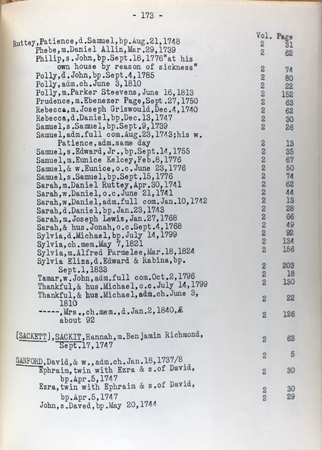 - 173 -
Vol. Page
Ruttey,Patience,d.Samuel,bp.Aug.21,1748 2 31
Phebe,m.Daniel Allin,Mar.29,1739 2 62
Philip,s.John,bp.Sept.18,1776"at his
own house by reason of sickness" 2 74
Polly,d.John,bp.Sept.4,1785 2 80
Polly,adm.ch.June 3,1810 2 22
Polly,m.Parker Steevens,June 16,1813 2 152
Prudence,m.Ebenezer Page,Sept.27,1750 2 63
Rebecca,m.Joseph Griswould,Dec.4,1740 2 62
Rebecca,d.Daniel,bp.Dec.13,1747 2 30
Samuel,s.Samuel,bp.Sept.9,1739 2 26
Samuel,adm.full com.Aug.23,1743;his w.
Patience,adm.same day 2 13
Samuel,s.Edward,Jr.,bp.Sept.14,1755 2 35
Samuel,m.Eunice Kelcey,Feb.8,1776 2 67
Samuel,& w.Eunice,o.c.June 23,1776 2 50
Samuel,s.Samuel,bp.Sept.15,1776 2 74
Sarah,m.Daniel Ruttey,Apr.30,1741 2 62
Sarah,w.Daniel,o.c.June 21,1741 2 44
Sarah,w.Daniel,adm.full com.Jan.10,1742 2 13
Sarah,d.Daniel,bp.Jan.23,1743 2 28
Sarah,m.Joseph Lewis,Jan.27,1768 2 66
Sarah,& hus.Jonah,o.c.Sept.4,1768 2 49
Sylvia,d.Michael,bp.July 14,1799 2 92
Sylvia,ch.mem.May 7,1821 2 134
Sylvia,m.Alfred Parmelee,Mar.18,1824 2 156
Sylvia Eliza,d.Edward & Rahina,bp.
Sept.1,1833 2 203
Tamar,w.John,adm.full com.Oct.2,1796 2 18
Thankful,& hus.Michael,o.c.July 14,1799 2 130
Thankful,& hus.Michael,adm.ch.June 3,
1810 2 22
-----,Mrs.,ch.mem.,d.Jan.2,1840,Æ
about 92 2 126
[SACKETT],SACKIT,Hannah,m.Benjamin Richmond,
Sept.17,1747 2 63
SANFORD,David,& w.,adm.ch.Jan.18,1737/8 2 5
Ephraim,twin with Ezra & s.of David,
bp.Apr.5,1747 2 30
Ezra,twin with Ephraim & s.of David,
bp.Apr.5,1747 2 30
John,s.Daved,bp.May 20,1744 2 29